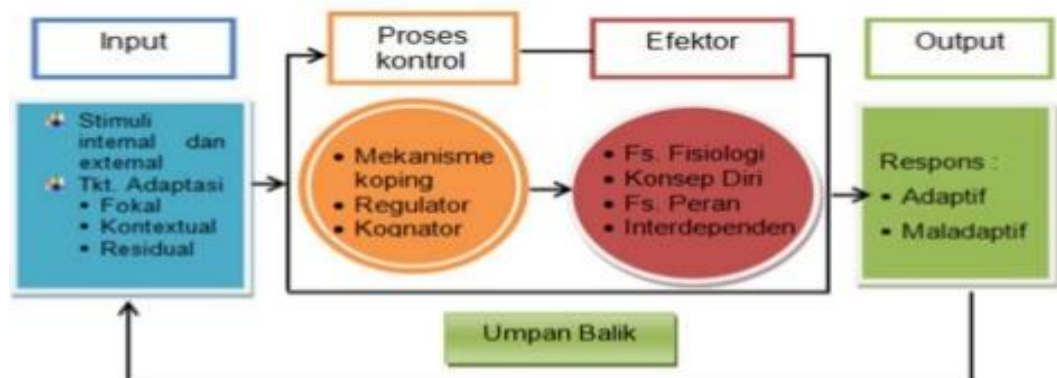 Input
Proses
kontrol
Efektor
Output
Stimuli
internal dan
external
Tkt. Adaptasi
• Fokal
• Kontextual
• Residual
• Mekanisme
koping
• Regulator
• Kognator
• Fs. Fisiologi
• Konsep Diri
• Fs. Peran
• Interdependen
Respons :
• Adaptif
• Maladaptif
Umpan Balik